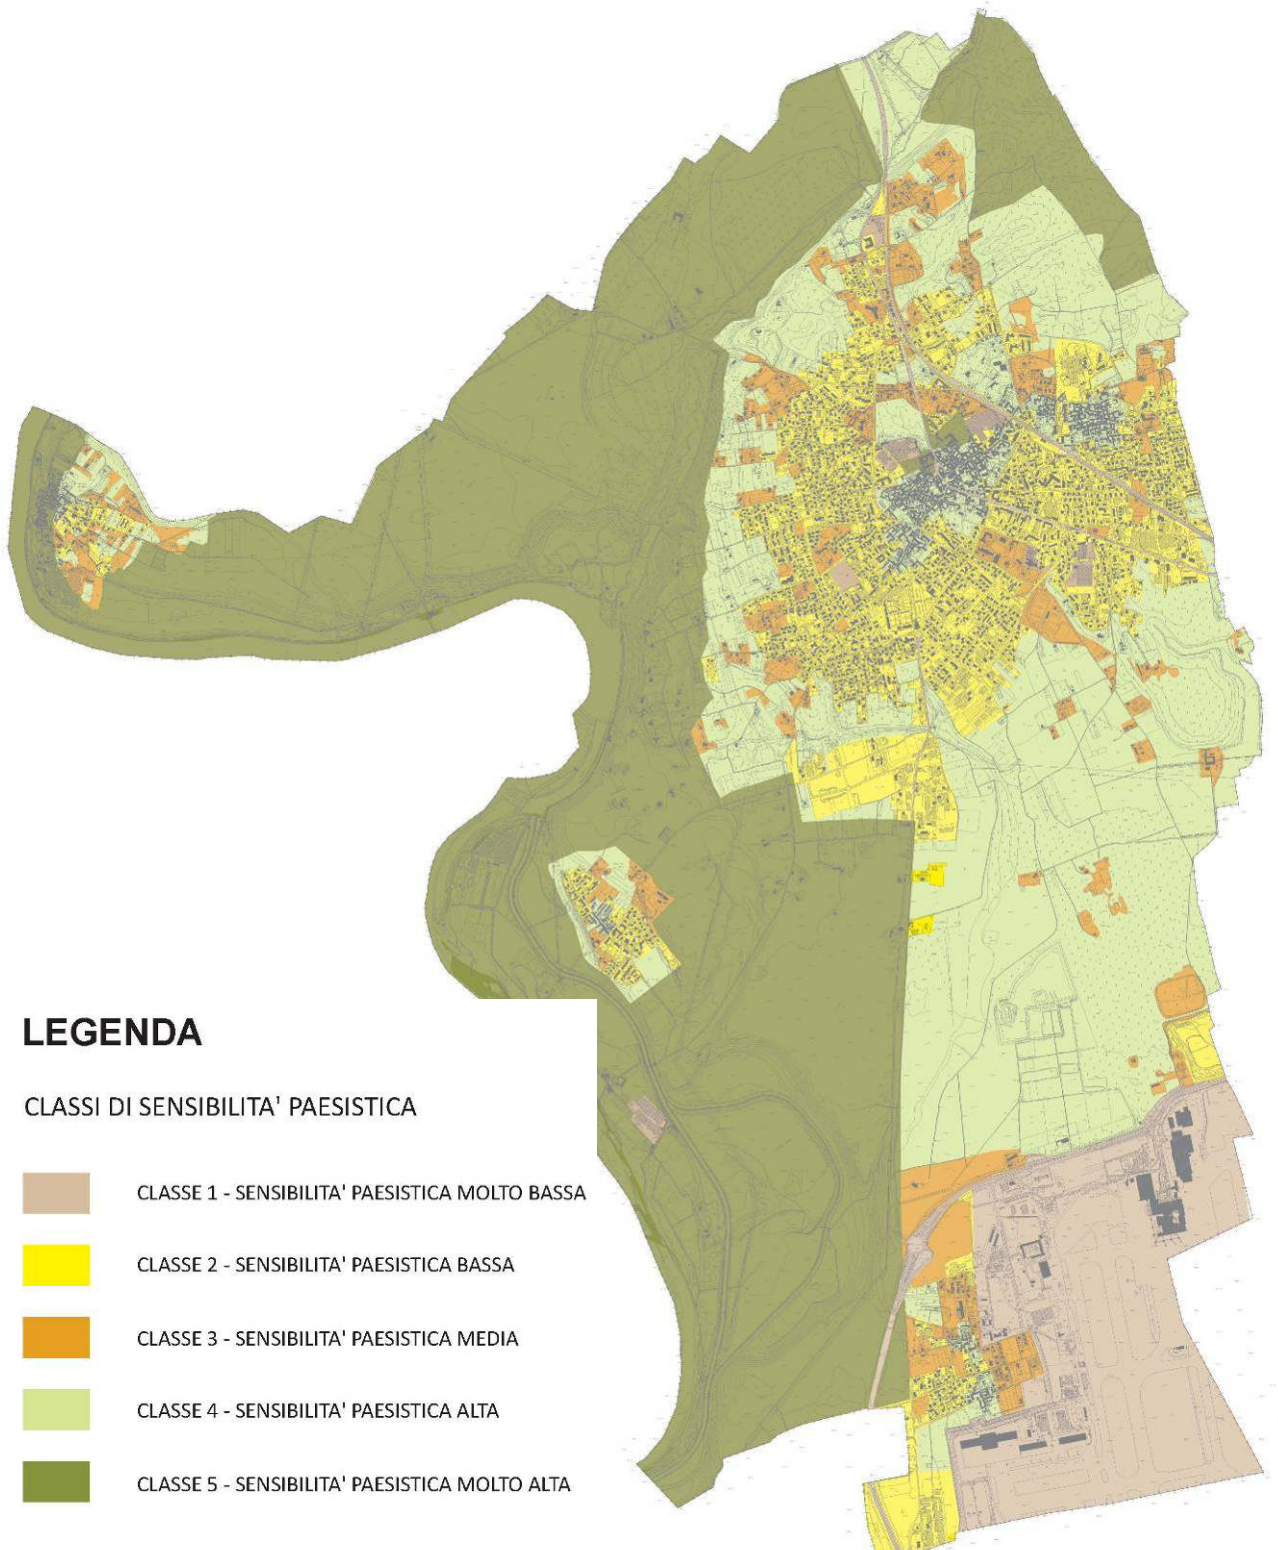 LEGENDA
CLASSI DI SENSIBILITA' PAESISTICA
CLASSE 1 - SENSIBILITA' PAESISTICA MOLTO BASSA
CLASSE 2 - SENSIBILITA' PAESISTICA BASSA
CLASSE 3 - SENSIBILITA' PAESISTICA MEDIA
CLASSE 4 - SENSIBILITA' PAESISTICA ALTA
CLASSE 5 - SENSIBILITA' PAESISTICA MOLTO ALTA